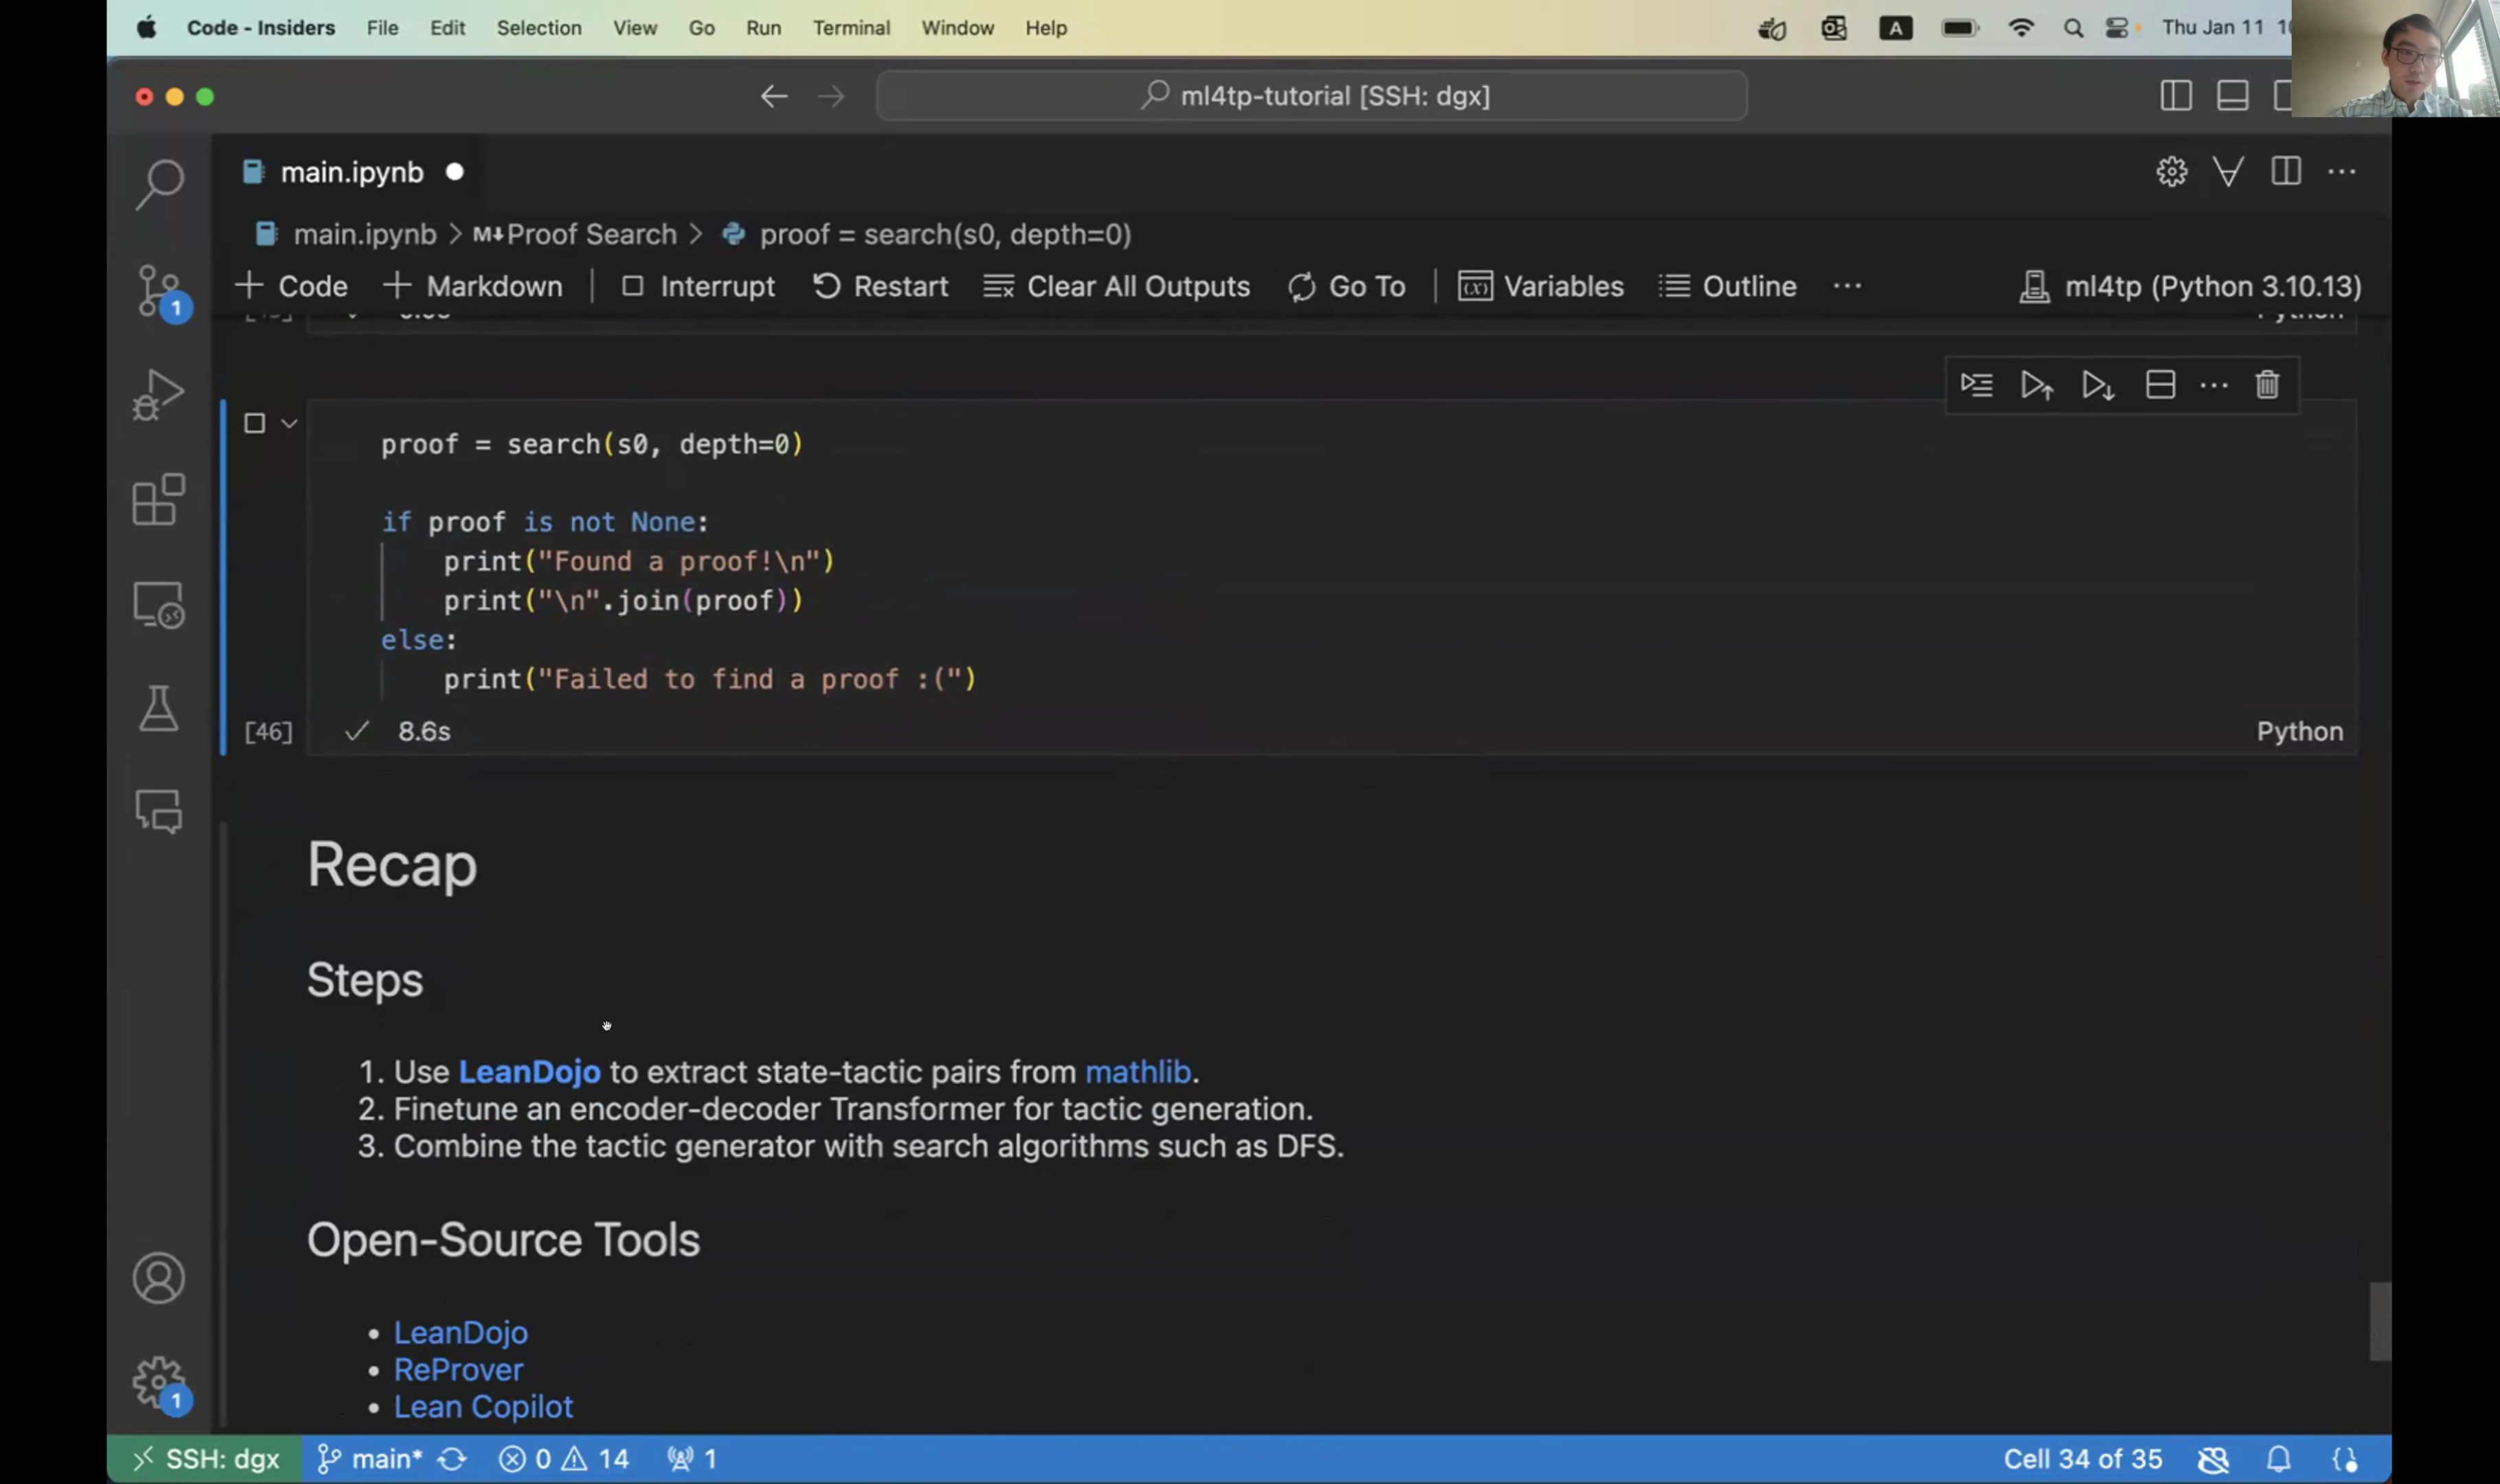 Code - Insiders File Edit Selection View Go Run Terminal Window Help A Thu Jan 11
ml4tp-tutorial [SSH: dgx]
main.ipynb
main.ipynb > M↓Proof Search > proof = search(s0, depth=0)
+ Code + Markdown | Interrupt Restart Clear All Outputs Go To | Variables Outline ··· ml4tp (Python 3.10.13)
1
Python
proof = search(s0, depth=0)
if proof is not None:
print("Found a proof!\n")
print("\n".join(proof))
else:
print("Failed to find a proof :(")
[46] ✓ 8.6s Python
Recap
Steps
1. Use LeanDojo to extract state-tactic pairs from mathlib.
2. Finetune an encoder-decoder Transformer for tactic generation.
3. Combine the tactic generator with search algorithms such as DFS.
Open-Source Tools
• LeanDojo
• ReProver
• Lean Copilot
1
SSH: dgx main* 0 14 1 Cell 34 of 35